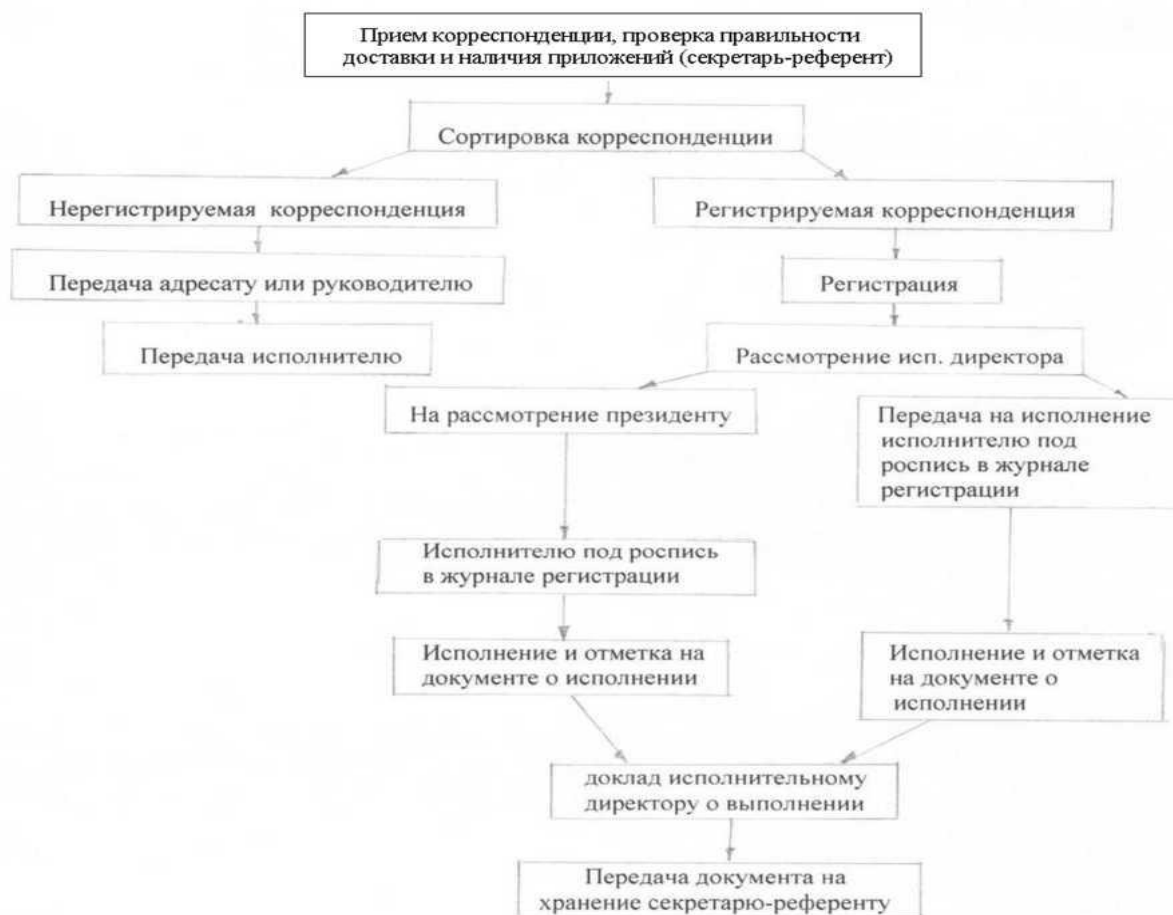 Прием корреспонденции, проверка правильности
доставки и наличия приложений (секретарь-референт)
Сортировка корреспонденции
Нерегистрируемая корреспонденция
Регистрируемая корреспонденция
Передача адресату или руководителю
Регистрация
Передача исполнителю
Рассмотрение исп. директора
На рассмотрение президенту
Передача на исполнение
исполнителю под
роспись в журнале
регистрации
Исполнителю под роспись
в журнале регистрации
Исполнение и отметка на
документе о исполнении
Исполнение и отметка
на документе о
исполнении
доклад исполнительному
директору о выполнении
Передача документа на
хранение секретарю-референту